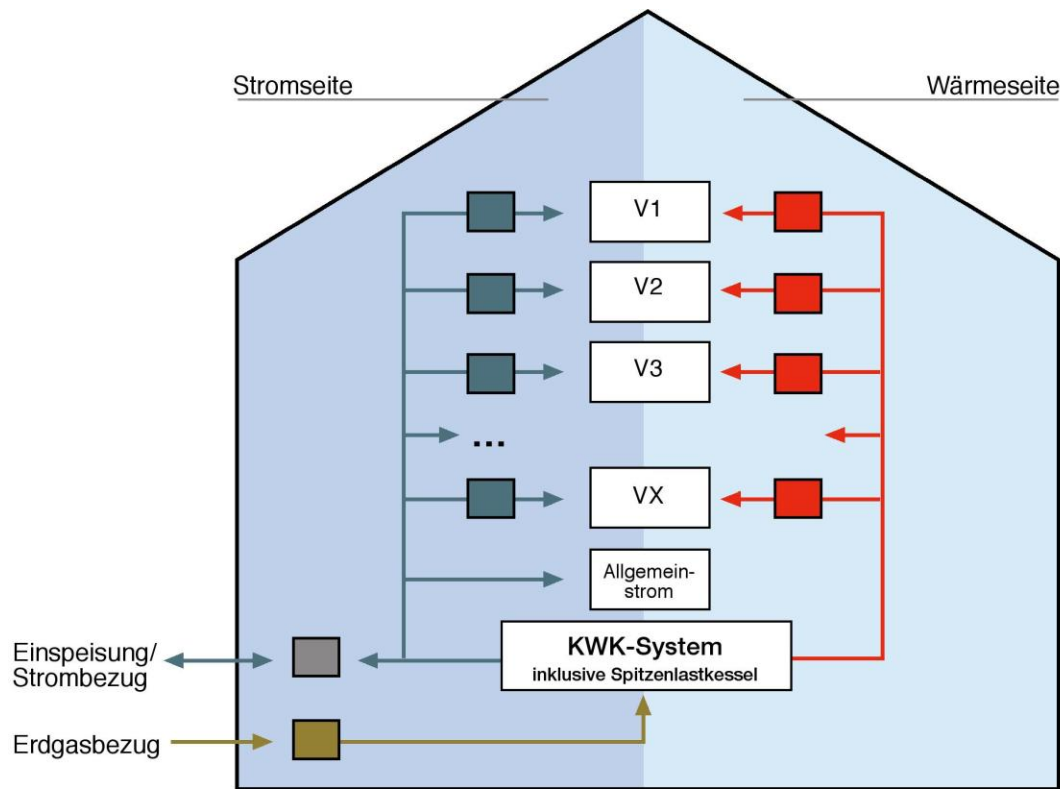 Stromseite
Wärmeseite
V1
V2
V3
...
VX
Allgemein-
strom
KWK-System
inklusive Spitzenlastkessel
Einspeisung/
Strombezug
Erdgasbezug